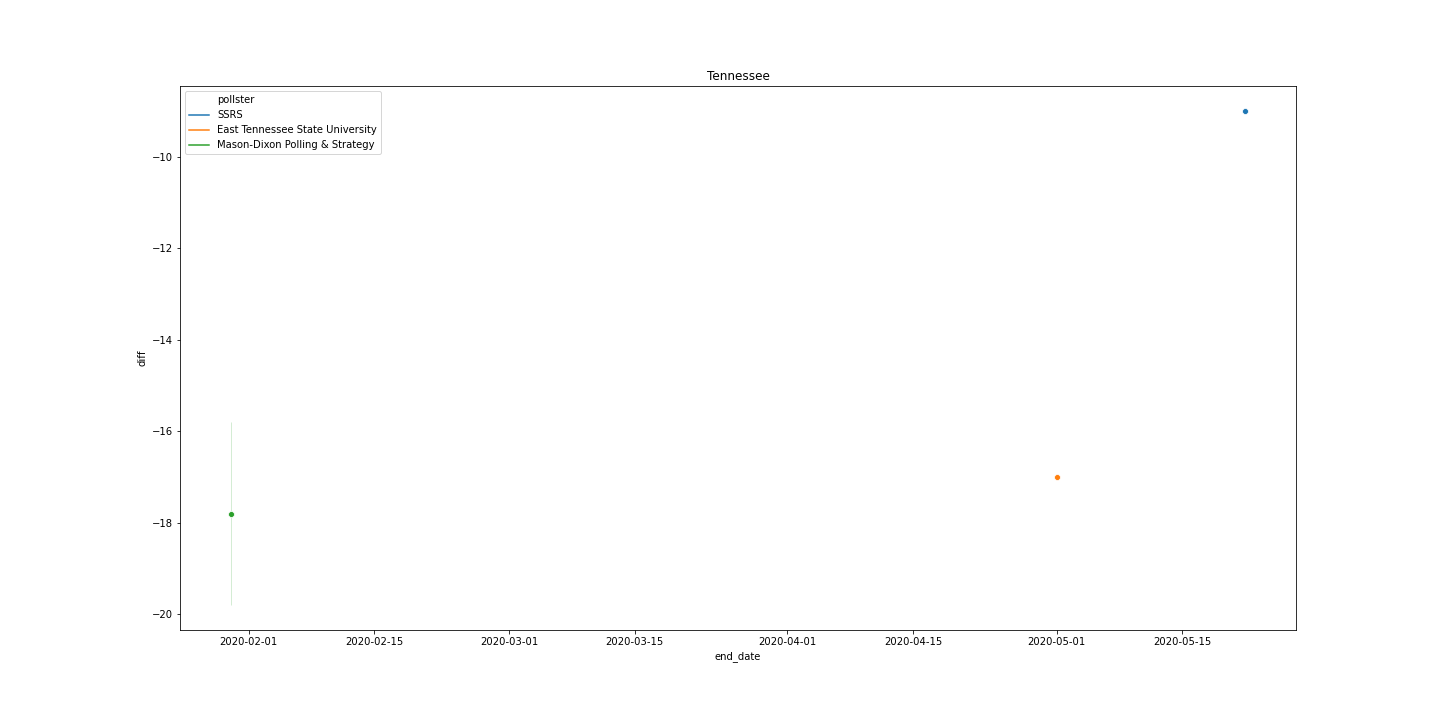 Tennessee
pollster
SSRS
East Tennessee State University
Mason-Dixon Polling & Strategy
−10
−12
−14
−16
−18
−20
diff
2020-02-01 2020-02-15 2020-03-01 2020-03-15 2020-04-01 2020-04-15 2020-05-01 2020-05-15
end_date